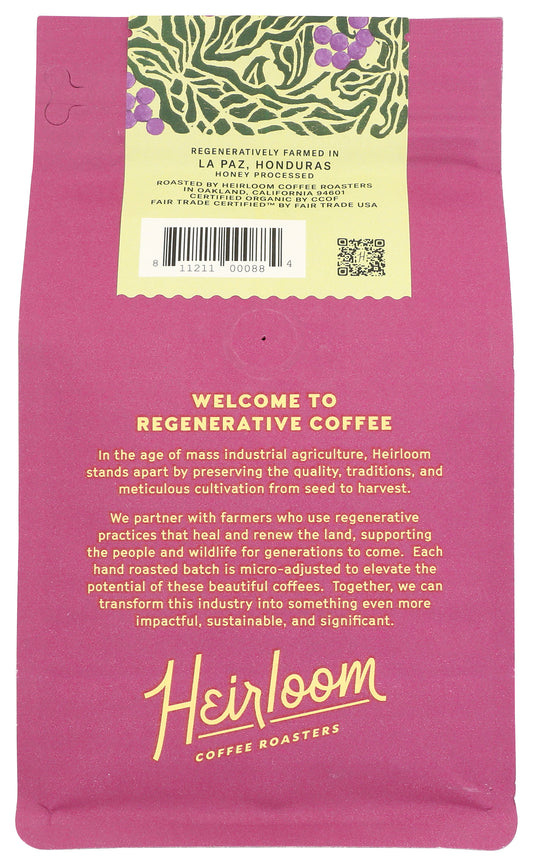 REGENERATIVELY FARMED IN
LA PAZ, HONDURAS
HONEY PROCESSED
ROASTED BY HEIRLOOM COFFEE ROASTERS
IN OAKLAND, CALIFORNIA 94601
CERTIFIED ORGANIC BY CCOF
FAIR TRADE CERTIFIED™ BY FAIR TRADE USA
8 11211 00088 4
H
WELCOME TO
REGENERATIVE COFFEE
In the age of mass industrial agriculture, Heirloom
stands apart by preserving the quality, traditions, and
meticulous cultivation from seed to harvest.
We partner with farmers who use regenerative
practices that heal and renew the land, supporting
the people and wildlife for generations to come. Each
hand roasted batch is micro-adjusted to elevate the
potential of these beautiful coffees. Together, we can
transform this industry into something even more
impactful, sustainable, and significant.
Heirloom
COFFEE ROASTERS